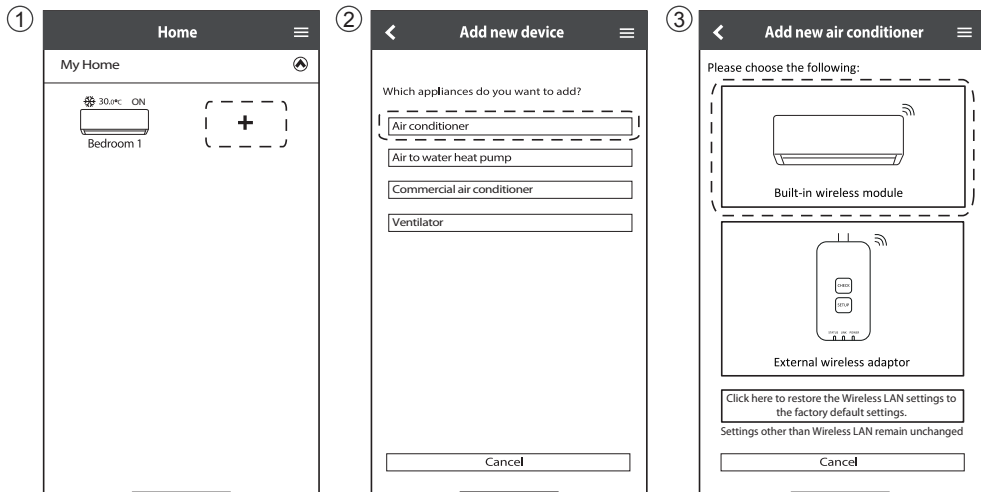 ①
Home
My Home
30.0°C ON
Bedroom 1
+
②
Add new device
Which appliances do you want to add?
Air conditioner
Air to water heat pump
Commercial air conditioner
Ventilator
Cancel
③
Add new air conditioner
Please choose the following:
Built-in wireless module
CHECK
SETUP
STATUS LINK POWER
External wireless adaptor
Click here to restore the Wireless LAN settings to
the factory default settings.
Settings other than Wireless LAN remain unchanged
Cancel